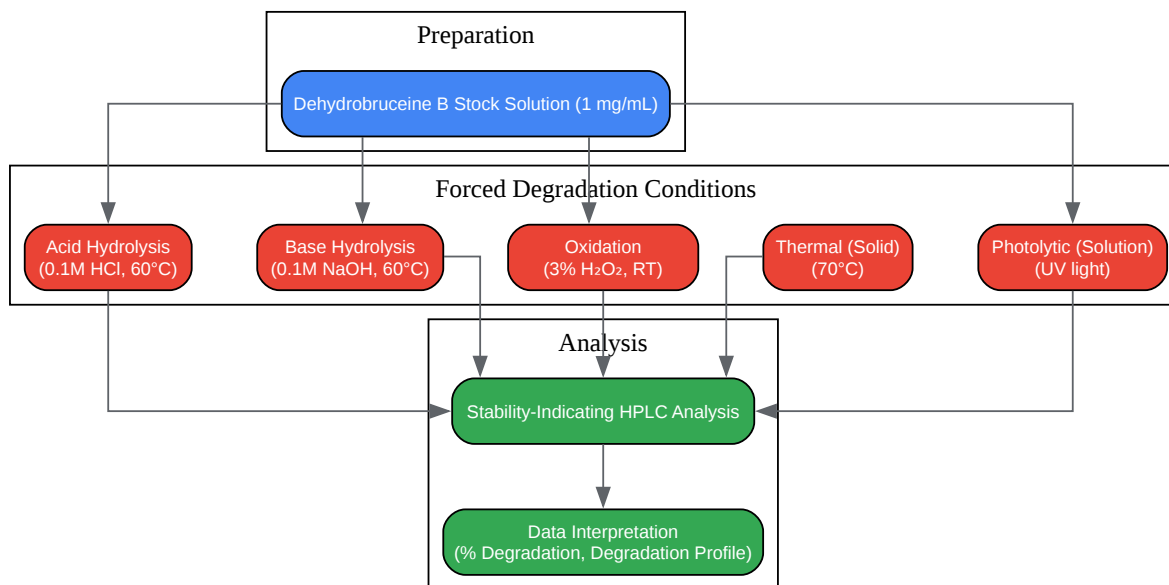 Preparation
Dehydrobruceine B Stock Solution (1 mg/mL)
Forced Degradation Conditions
Acid Hydrolysis
(0.1M HCl, 60°C)
Base Hydrolysis
(0.1M NaOH, 60°C)
Oxidation
(3% H₂O₂, RT)
Thermal (Solid)
(70°C)
Photolytic (Solution)
(UV light)
Analysis
Stability-Indicating HPLC Analysis
Data Interpretation
(% Degradation, Degradation Profile)